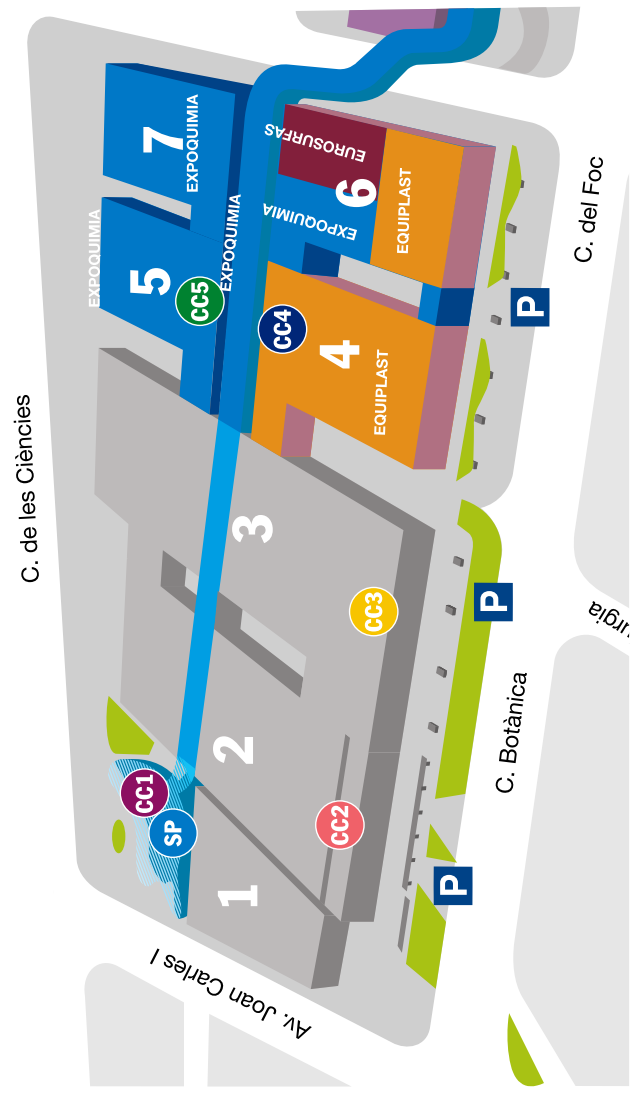 C. de les Ciències
EXPOQUIMIA
7
EXPOQUIMIA
5
CC5
EXPOQUIMIA
EUROSURFAS
6
EXPOQUIMIA
EQUIPLAST
CC4
4
EQUIPLAST
3
CC3
2
CC2
CC1
SP
1
P
P
P
C. del Foc
C. Botànica
Av. Joan Carles I